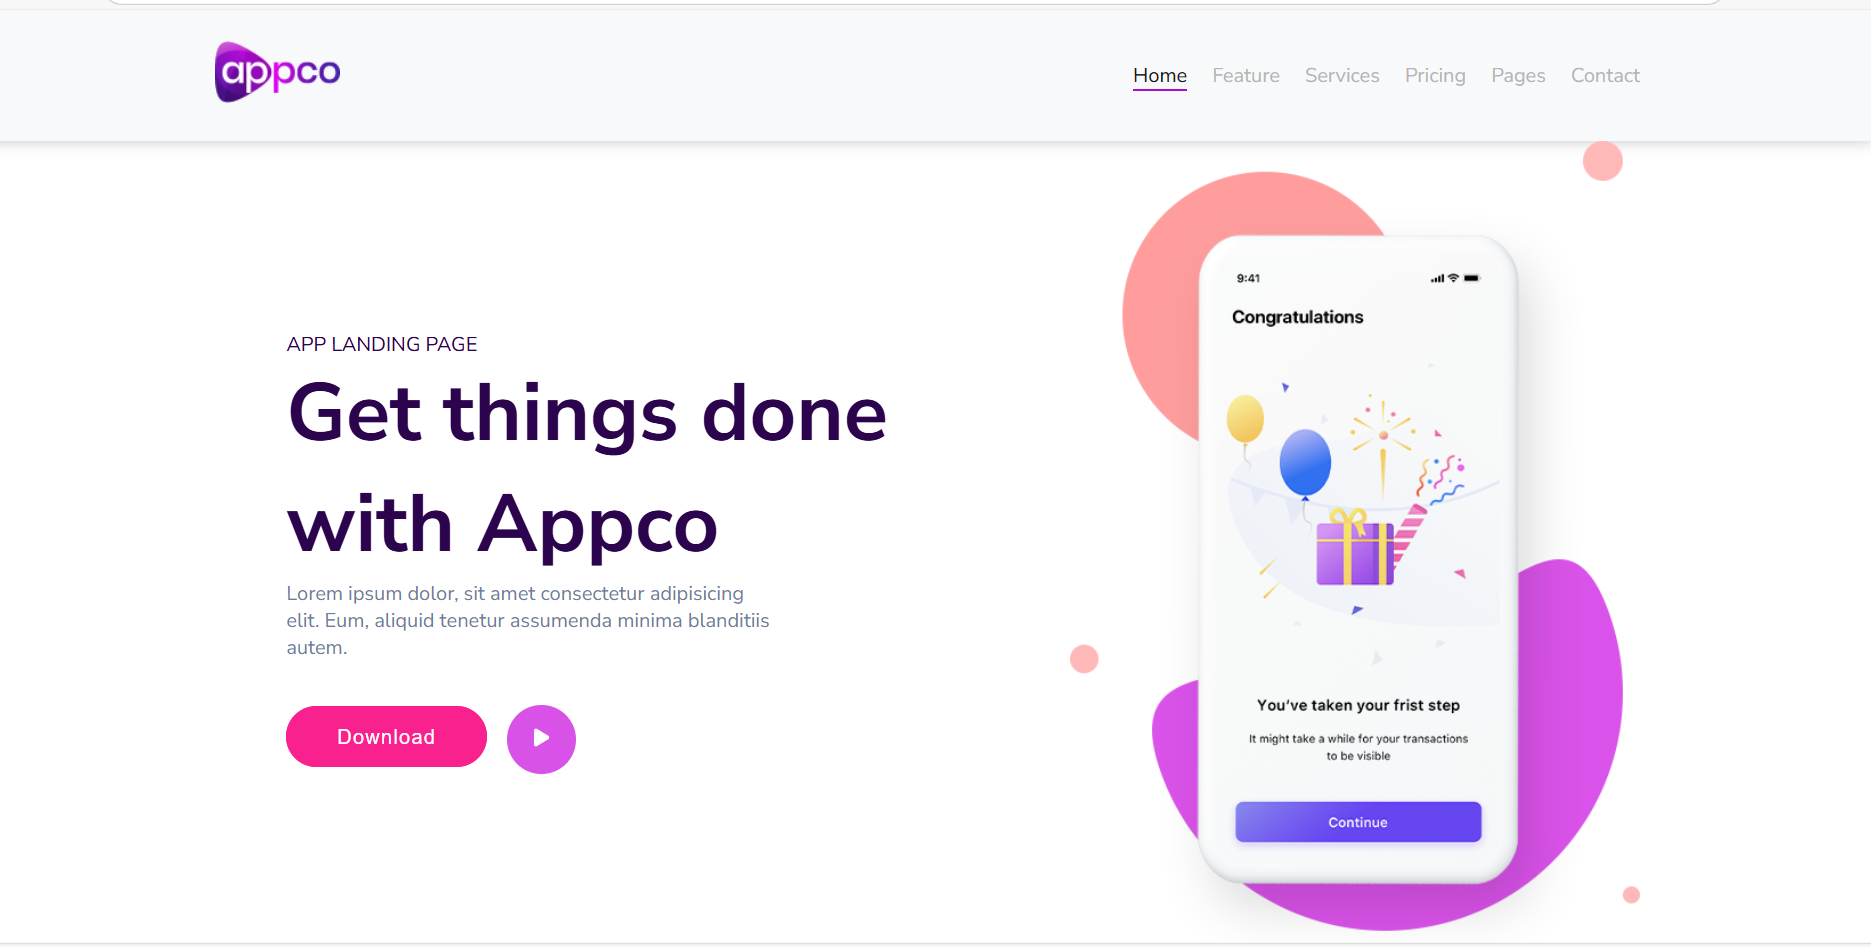 appco
Home Feature Services Pricing Pages Contact
APP LANDING PAGE
Get things done
with Appco
Lorem ipsum dolor, sit amet consectetur adipisicing
elit. Eum, aliquid tenetur assumenda minima blanditiis
autem.
Download
9:41
Congratulations
You've taken your frist step
It might take a while for your transactions
to be visible
Continue